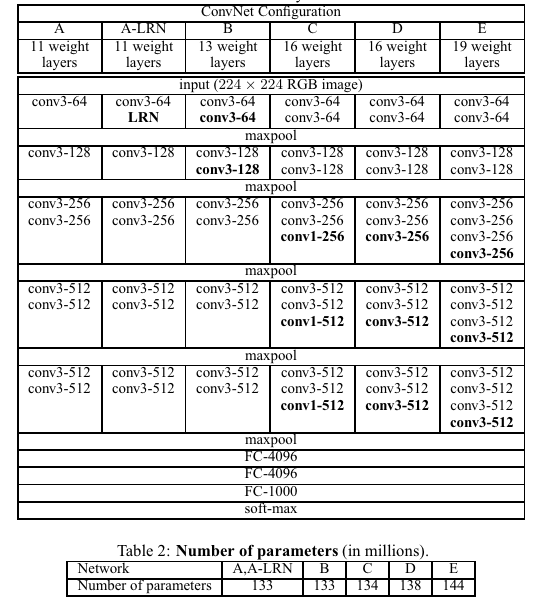 ConvNet Configuration
A A-LRN B C D E
11 weight 11 weight 13 weight 16 weight 16 weight 19 weight
layers layers layers layers layers layers
input (224 × 224 RGB image)
conv3-64 conv3-64 conv3-64 conv3-64 conv3-64 conv3-64
LRN conv3-64 conv3-64 conv3-64 conv3-64
maxpool
conv3-128 conv3-128 conv3-128 conv3-128 conv3-128 conv3-128
conv3-128 conv3-128 conv3-128 conv3-128
maxpool
conv3-256 conv3-256 conv3-256 conv3-256 conv3-256 conv3-256
conv3-256 conv3-256 conv3-256 conv3-256 conv3-256 conv3-256
conv1-256 conv3-256 conv3-256
conv3-256
maxpool
conv3-512 conv3-512 conv3-512 conv3-512 conv3-512 conv3-512
conv3-512 conv3-512 conv3-512 conv3-512 conv3-512 conv3-512
conv1-512 conv3-512 conv3-512
conv3-512
maxpool
conv3-512 conv3-512 conv3-512 conv3-512 conv3-512 conv3-512
conv3-512 conv3-512 conv3-512 conv3-512 conv3-512 conv3-512
conv1-512 conv3-512 conv3-512
conv3-512
maxpool
FC-4096
FC-4096
FC-1000
soft-max
Table 2: Number of parameters (in millions).
Network A,A-LRN B C D E
Number of parameters 133 133 134 138 144